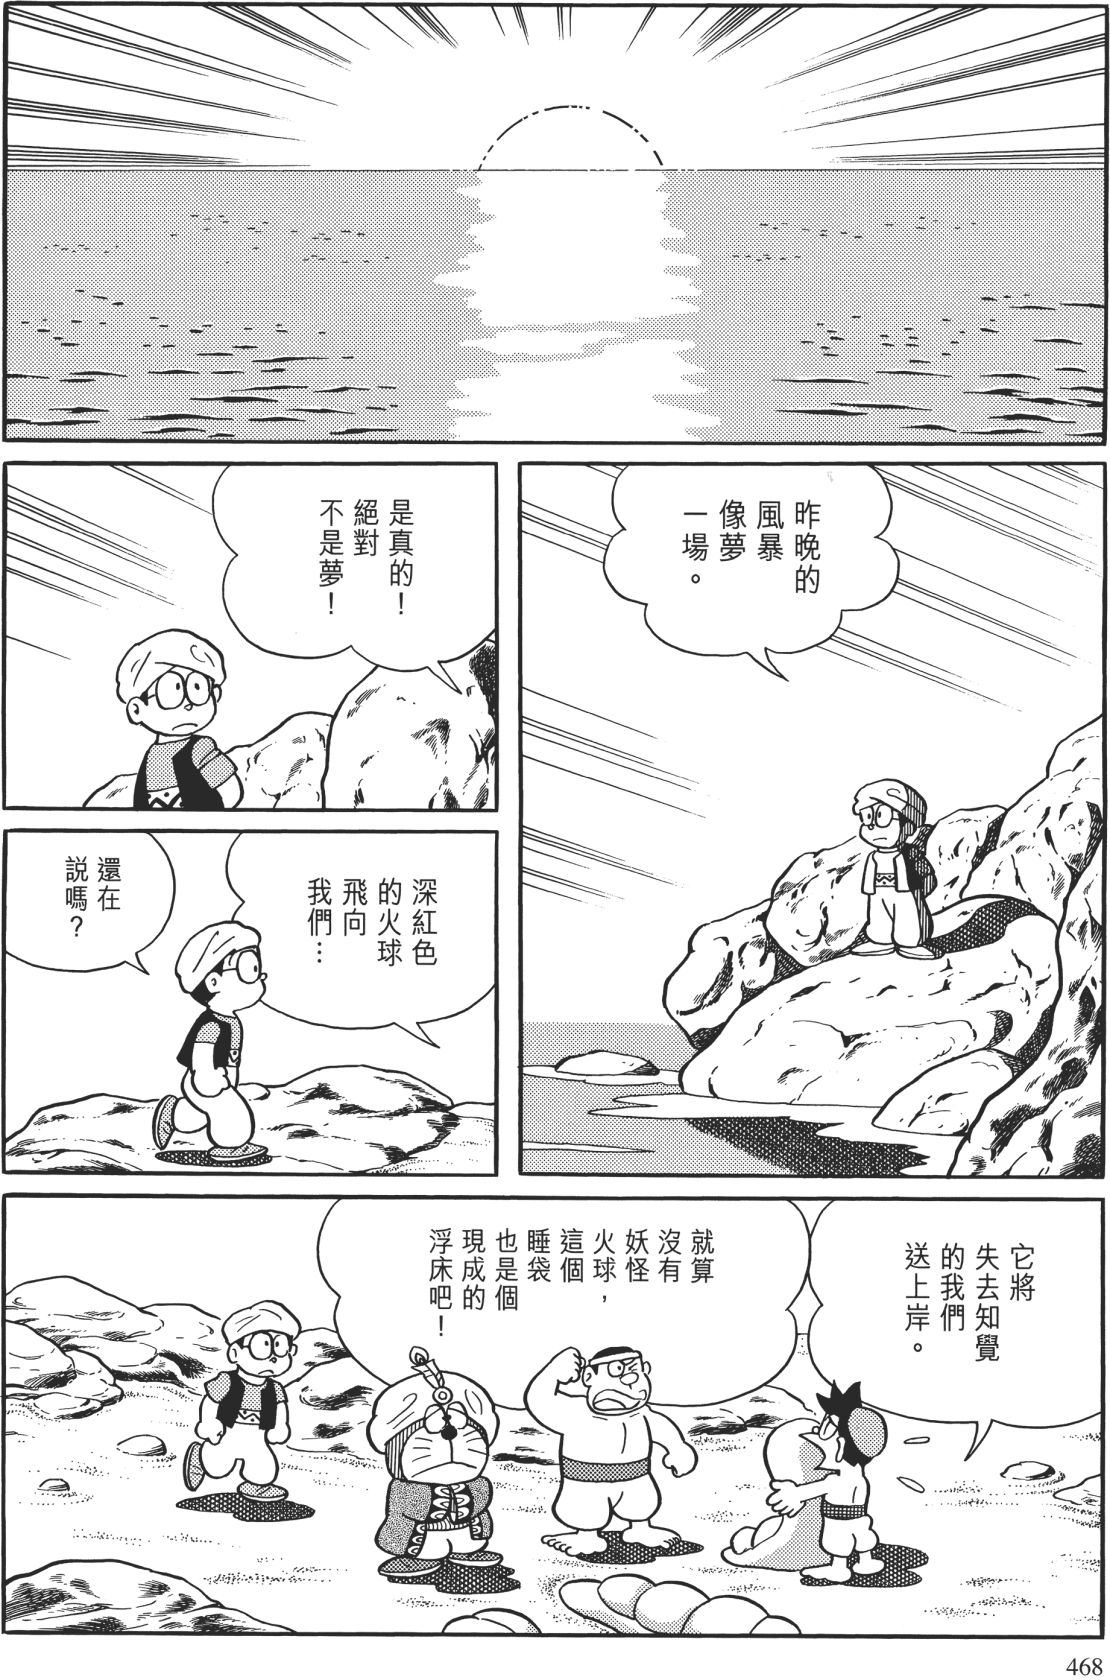 昨晚的
風暴
像夢
一場。
是真的！
絕對
不是夢！
深紅色
的火球
飛向
我們…
還在
説嗎？
它將
失去知覺
的我們
送上岸。
就算
沒有
妖怪
火球，
這個
睡袋
也是個
現成的
浮床吧！
468